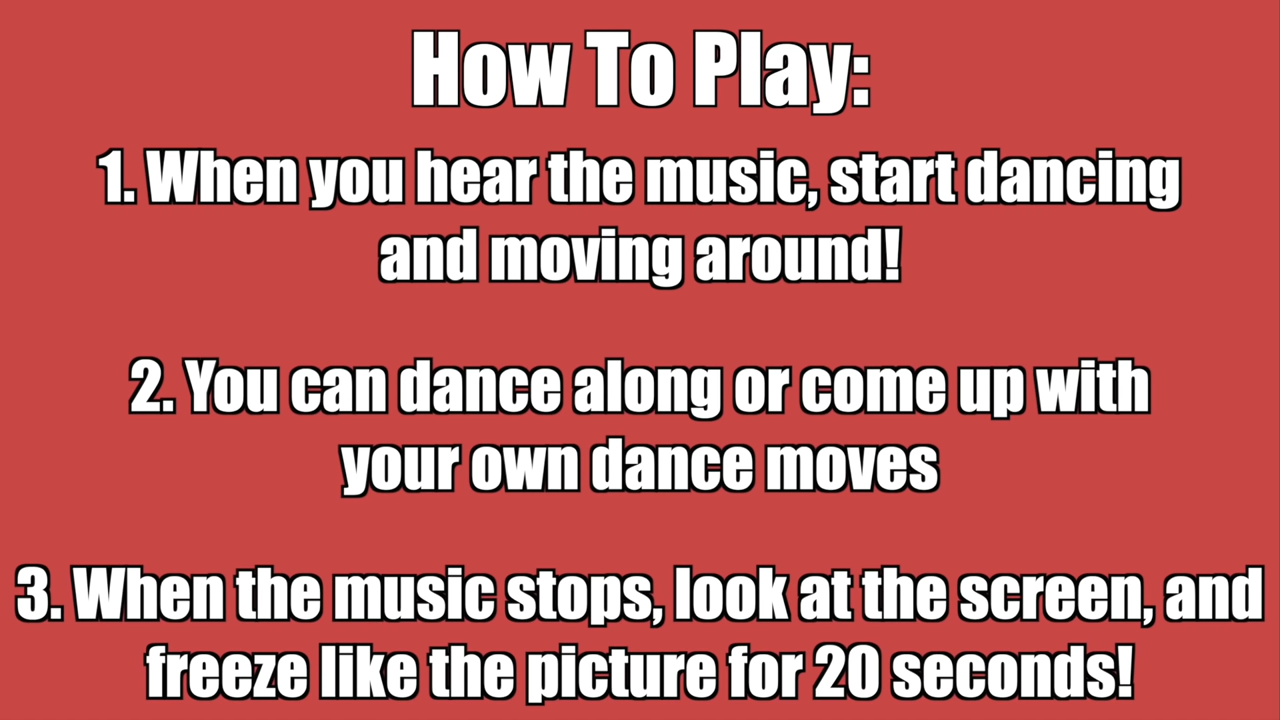 How To Play:
1. When you hear the music, start dancing
and moving around!
2. You can dance along or come up with
your own dance moves
3. When the music stops, look at the screen, and
freeze like the picture for 20 seconds!